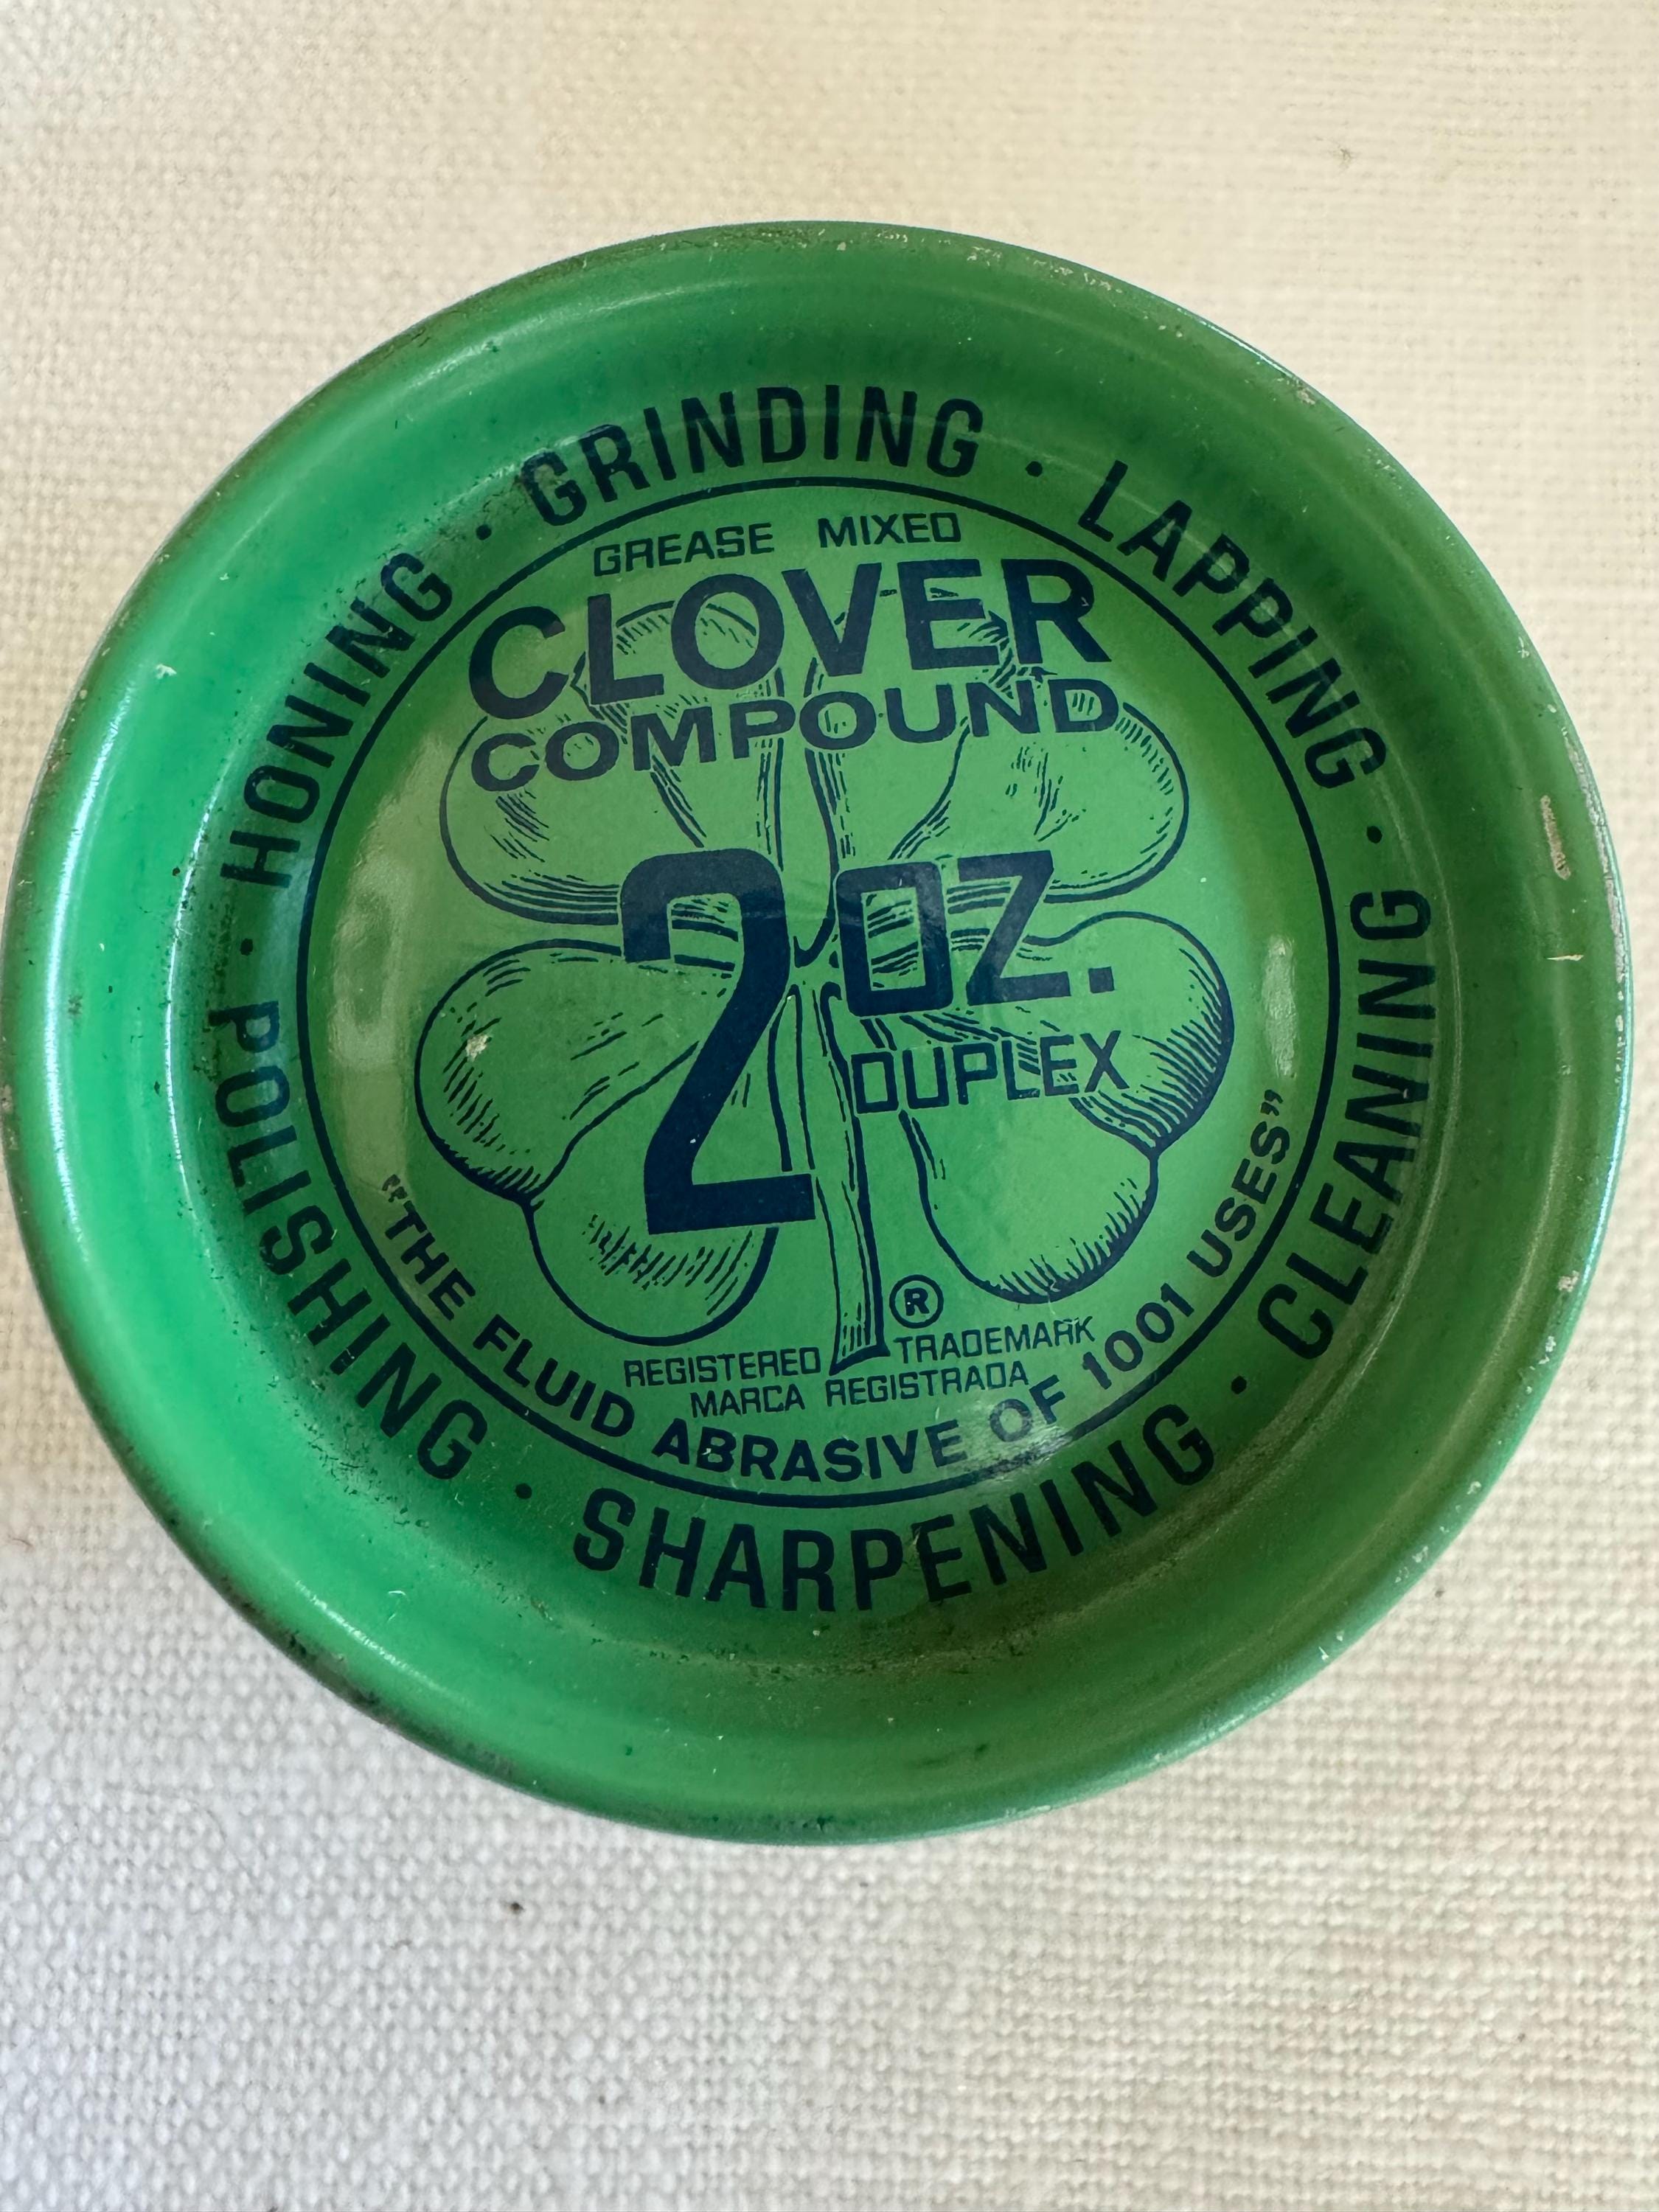 GRINDING · LAPPING · CLEANING · SHARPENING · POLISHING · HONING ·
GREASE MIXED
CLOVER
COMPOUND
2 OZ.
DUPLEX
®
REGISTERED TRADEMARK
MARCA REGISTRADA
“THE FLUID ABRASIVE OF 1001 USES”